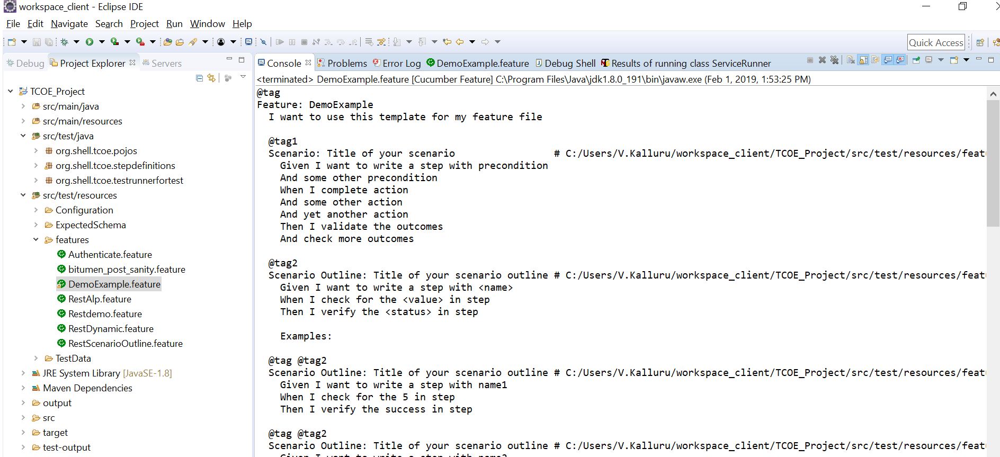 workspace_client - Eclipse IDE
File Edit Navigate Search Project Run Window Help
Quick Access
Debug Project Explorer Servers
Console Problems Error Log DemoExample.feature Debug Shell Results of running class ServiceRunner
<terminated> DemoExample.feature [Cucumber Feature] C:\Program Files\Java\jdk1.8.0_191\bin\javaw.exe (Feb 1, 2019, 1:53:25 PM)
TCOE_Project
src/main/java
src/main/resources
src/test/java
org.shell.tcoe.pojos
org.shell.tcoe.stepdefinitions
org.shell.tcoe.testrunnerfortest
src/test/resources
Configuration
ExpectedSchema
features
Authenticate.feature
bitumen_post_sanity.feature
DemoExample.feature
RestAlp.feature
Restdemo.feature
RestDynamic.feature
RestScenarioOutline.feature
TestData
JRE System Library [JavaSE-1.8]
Maven Dependencies
output
src
target
test-output
@tag
Feature: DemoExample
I want to use this template for my feature file
@tag1
Scenario: Title of your scenario # C:/Users/V.Kalluru/workspace_client/TCOE_Project/src/test/resources/feat
Given I want to write a step with precondition
And some other precondition
When I complete action
And some other action
And yet another action
Then I validate the outcomes
And check more outcomes
@tag2
Scenario Outline: Title of your scenario outline # C:/Users/V.Kalluru/workspace_client/TCOE_Project/src/test/resources/feat
Given I want to write a step with <name>
When I check for the <value> in step
Then I verify the <status> in step
Examples:
@tag @tag2
Scenario Outline: Title of your scenario outline # C:/Users/V.Kalluru/workspace_client/TCOE_Project/src/test/resources/feat
Given I want to write a step with name1
When I check for the 5 in step
Then I verify the success in step
@tag @tag2
Scenario Outline: Title of your scenario outline # C:/Users/V.Kalluru/workspace_client/TCOE_Project/src/test/resources/feat
Given I want to write a step with name2